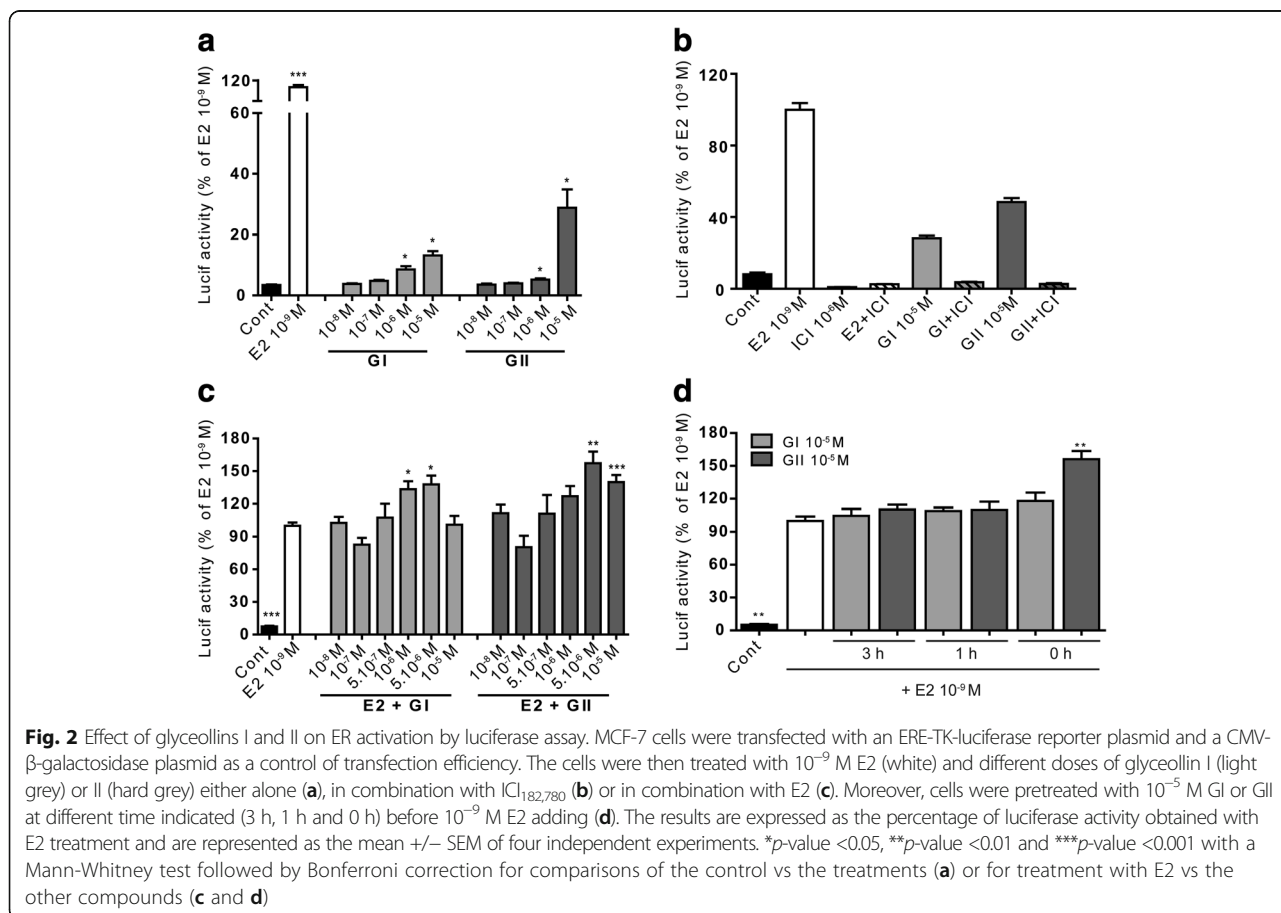 a
Lucif activity (% of E2 10⁻⁹ M)
120
60
40
20
0
***
*
*
*
*
Cont
E2 10⁻⁹ M
10⁻⁸ M
10⁻⁷ M
10⁻⁶ M
10⁻⁵ M
10⁻⁸ M
10⁻⁷ M
10⁻⁶ M
10⁻⁵ M
GI
GII
b
Lucif activity (% of E2 10⁻⁹ M)
120
80
40
0
Cont
E2 10⁻⁹ M
ICI 10⁻⁶ M
E2+ICI
GI 10⁻⁵ M
GI+ICI
GII 10⁻⁵ M
GII+ICI
c
Lucif activity (% of E2 10⁻⁹ M)
180
150
120
90
60
30
0
***
*
*
**
***
Cont
E2 10⁻⁹ M
10⁻⁸ M
10⁻⁷ M
5.10⁻⁷ M
10⁻⁶ M
5.10⁻⁶ M
10⁻⁵ M
10⁻⁸ M
10⁻⁷ M
5.10⁻⁷ M
10⁻⁶ M
5.10⁻⁶ M
10⁻⁵ M
E2 + GI
E2 + GII
d
Lucif activity (% of E2 10⁻⁹ M)
180
150
120
90
60
30
0
GI 10⁻⁵ M
GII 10⁻⁵ M
**
**
Cont
3 h
1 h
0 h
+ E2 10⁻⁹ M
Fig. 2 Effect of glyceollins I and II on ER activation by luciferase assay. MCF-7 cells were transfected with an ERE-TK-luciferase reporter plasmid and a CMV-
β-galactosidase plasmid as a control of transfection efficiency. The cells were then treated with 10⁻⁹ M E2 (white) and different doses of glyceollin I (light
grey) or II (hard grey) either alone (a), in combination with ICI₁₈₂,₇₈₀ (b) or in combination with E2 (c). Moreover, cells were pretreated with 10⁻⁵ M GI or GII
at different time indicated (3 h, 1 h and 0 h) before 10⁻⁹ M E2 adding (d). The results are expressed as the percentage of luciferase activity obtained with
E2 treatment and are represented as the mean +/− SEM of four independent experiments. *p-value <0.05, **p-value <0.01 and ***p-value <0.001 with a
Mann-Whitney test followed by Bonferroni correction for comparisons of the control vs the treatments (a) or for treatment with E2 vs the
other compounds (c and d)